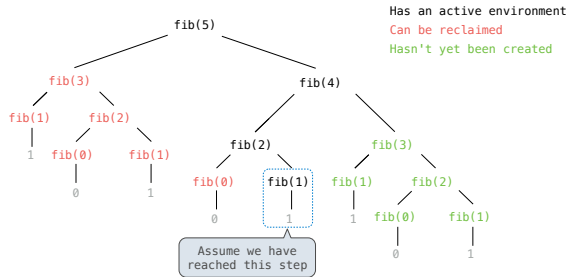 Has an active environment
Can be reclaimed
Hasn't yet been created
fib(5)
fib(3)
fib(4)
fib(1)
fib(2)
fib(2)
fib(3)
1
fib(0)
fib(1)
fib(0)
fib(1)
fib(1)
fib(2)
0
1
0
1
1
fib(0)
fib(1)
0
1
Assume we have
reached this step